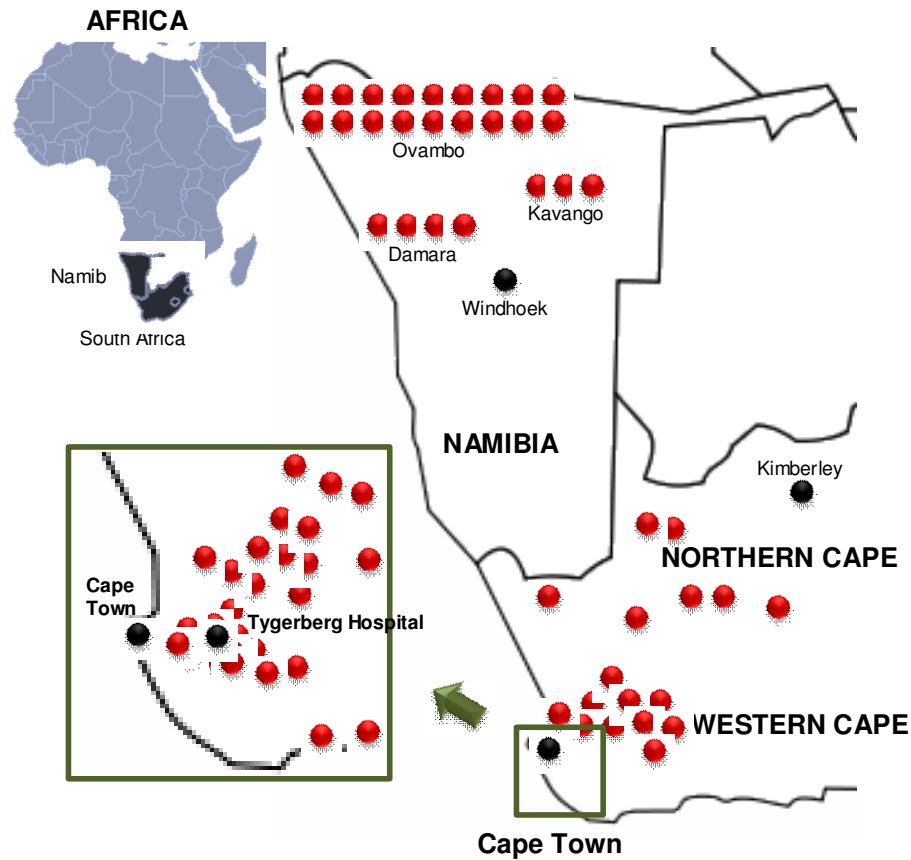 AFRICA
Ovambo
Kavango
Damara
Namib
Windhoek
South Africa
NAMIBIA
Kimberley
NORTHERN CAPE
Cape
Town
Tygerberg Hospital
WESTERN CAPE
Cape Town